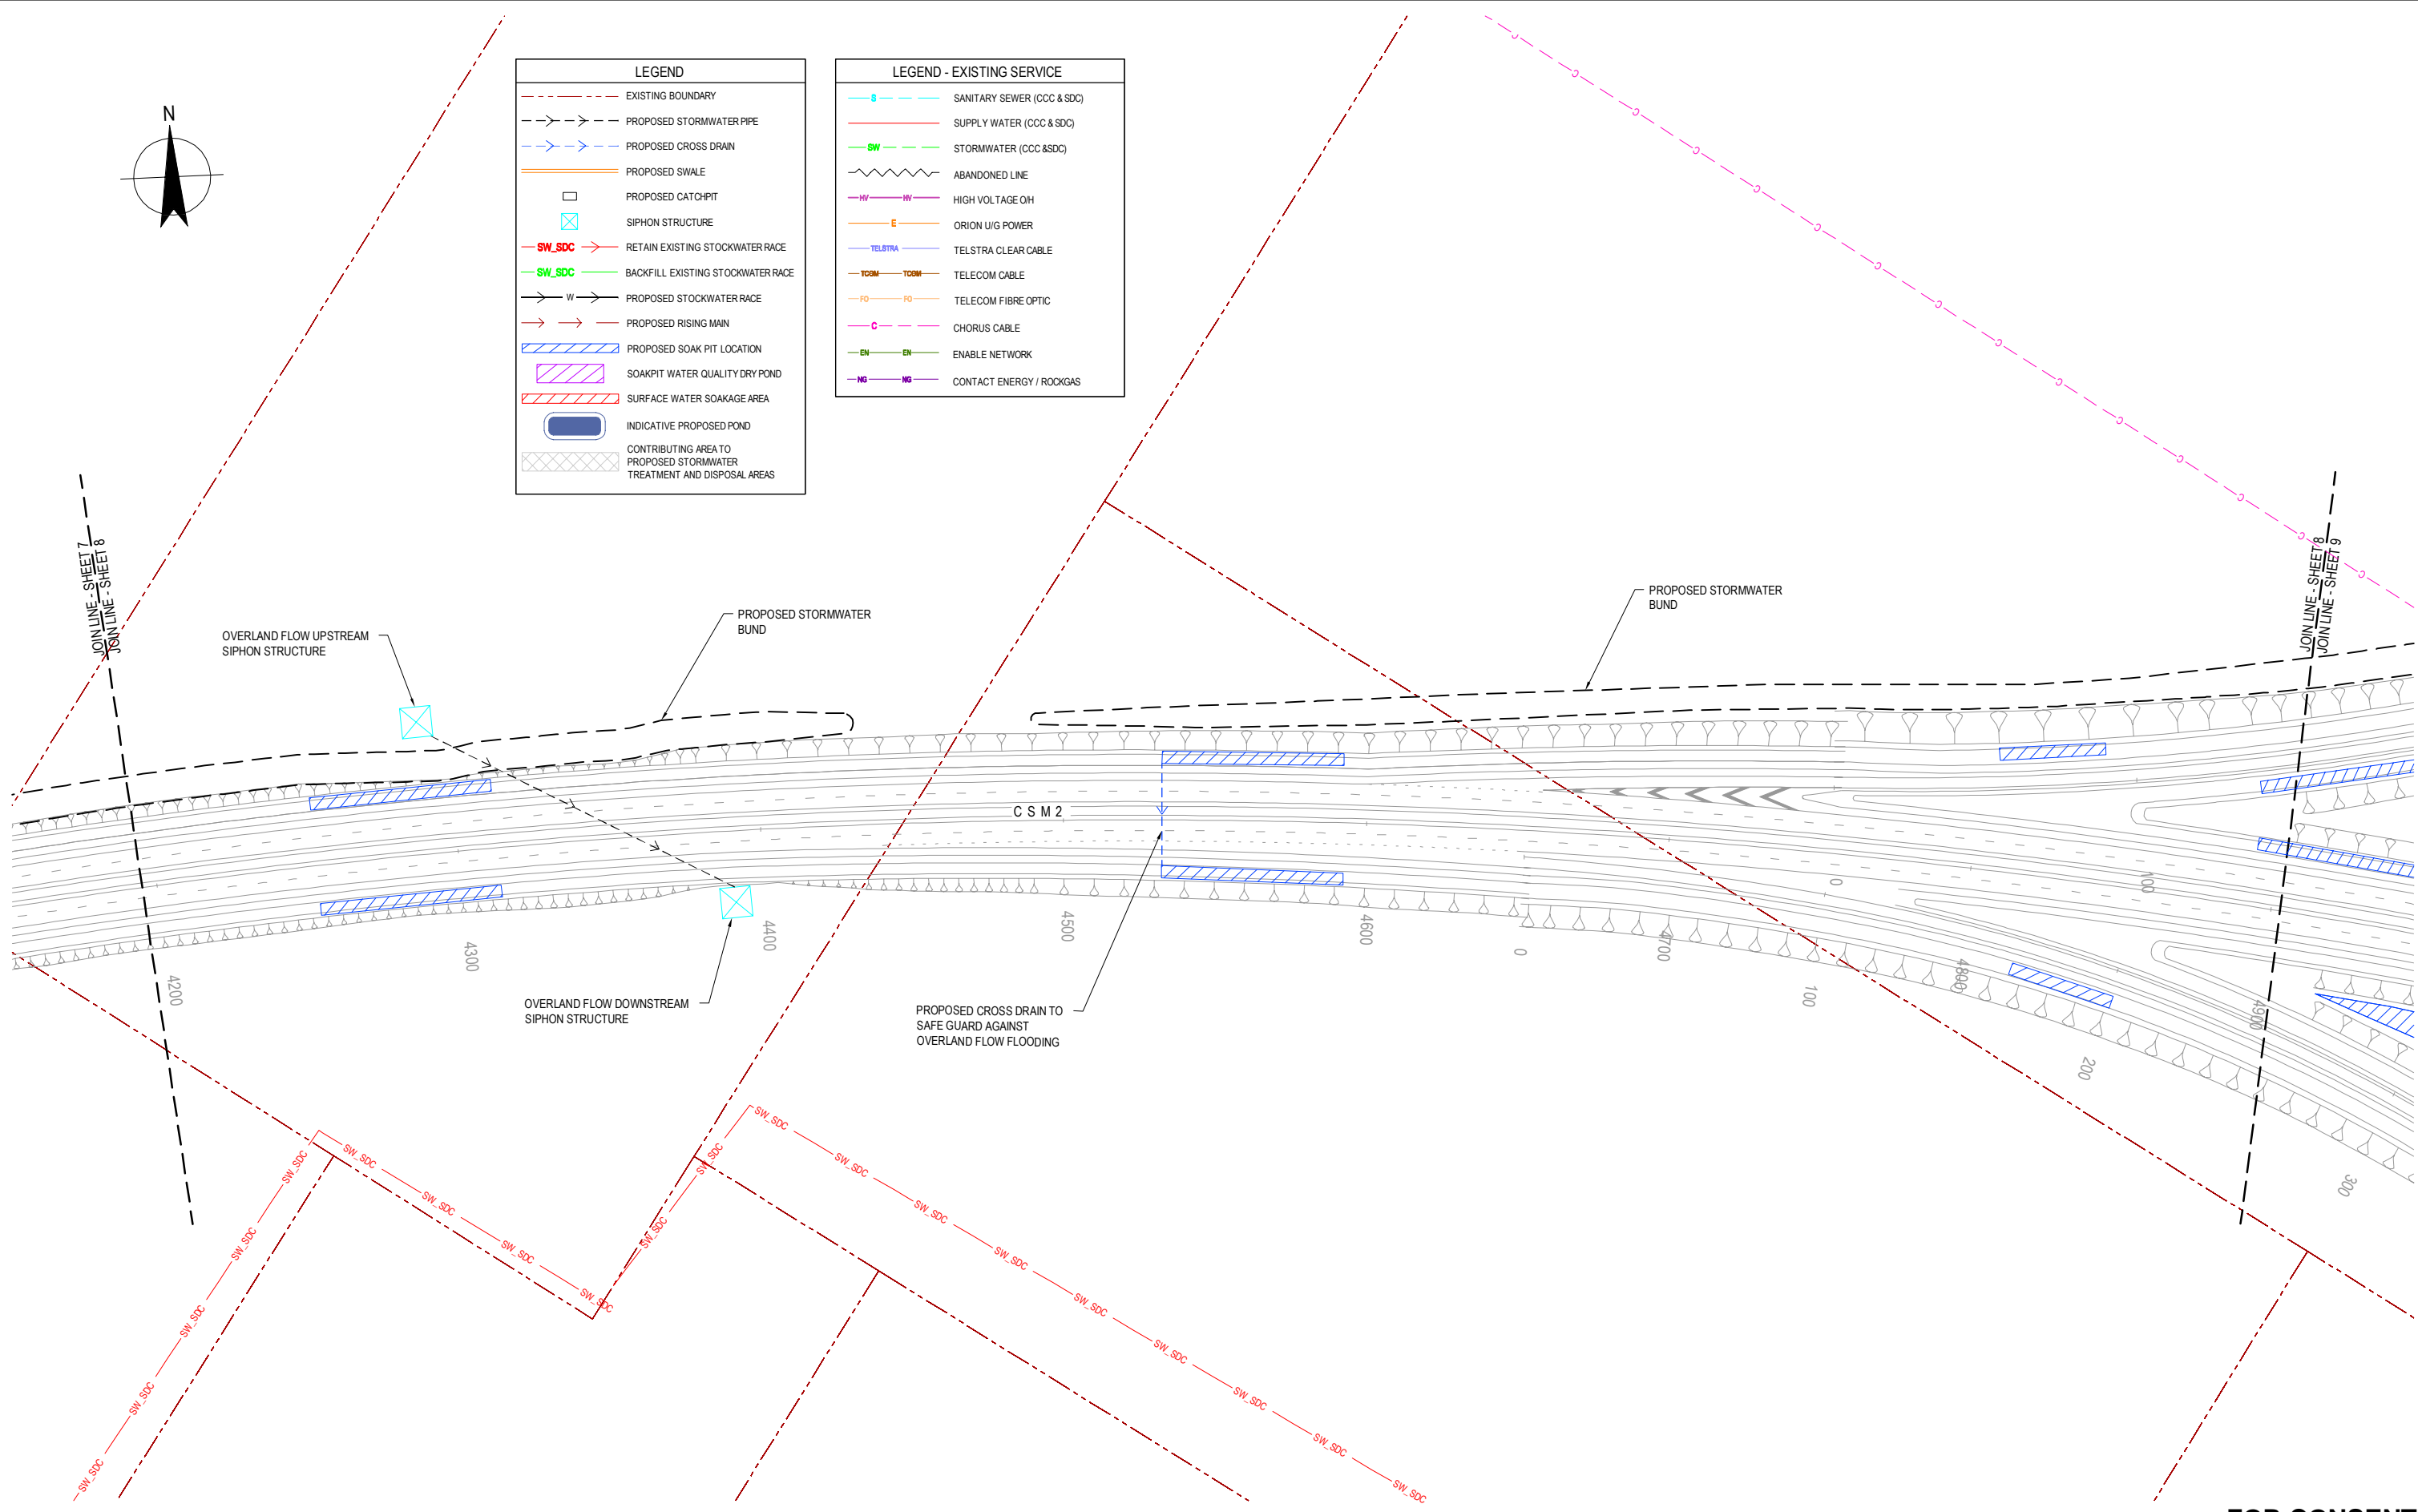 N
LEGEND
EXISTING BOUNDARY
PROPOSED STORMWATER PIPE
PROPOSED CROSS DRAIN
PROPOSED SWALE
PROPOSED CATCHPIT
SIPHON STRUCTURE
SW_SDC RETAIN EXISTING STOCKWATER RACE
SW_SDC BACKFILL EXISTING STOCKWATER RACE
W PROPOSED STOCKWATER RACE
PROPOSED RISING MAIN
PROPOSED SOAK PIT LOCATION
SOAKPIT WATER QUALITY DRY POND
SURFACE WATER SOAKAGE AREA
INDICATIVE PROPOSED POND
CONTRIBUTING AREA TO
PROPOSED STORMWATER
TREATMENT AND DISPOSAL AREAS
LEGEND - EXISTING SERVICE
S SANITARY SEWER (CCC & SDC)
SUPPLY WATER (CCC & SDC)
SW STORMWATER (CCC &SDC)
ABANDONED LINE
HV HV HIGH VOLTAGE O/H
E ORION U/G POWER
TELSTRA TELSTRA CLEAR CABLE
TCOM TCOM TELECOM CABLE
FO FO TELECOM FIBRE OPTIC
C CHORUS CABLE
EN EN ENABLE NETWORK
NG NG CONTACT ENERGY / ROCKGAS
C C C C C C C C C C C C C C C
JOIN LINE - SHEET 7
JOIN LINE - SHEET 8
JOIN LINE - SHEET 8
JOIN LINE - SHEET 9
OVERLAND FLOW UPSTREAM
SIPHON STRUCTURE
PROPOSED STORMWATER
BUND
PROPOSED STORMWATER
BUND
CSM2
4200
4300
4400
4500
4600
4700
4800
4900
0
100
200
300
0
100
OVERLAND FLOW DOWNSTREAM
SIPHON STRUCTURE
PROPOSED CROSS DRAIN TO
SAFE GUARD AGAINST
OVERLAND FLOW FLOODING
SW_SDC SW_SDC SW_SDC SW_SDC SW_SDC
SW_SDC SW_SDC SW_SDC SW_SDC
SW_SDC SW_SDC
SW_SDC SW_SDC SW_SDC SW_SDC SW_SDC SW_SDC SW_SDC SW_SDC SW_SDC
FOR CONSENT